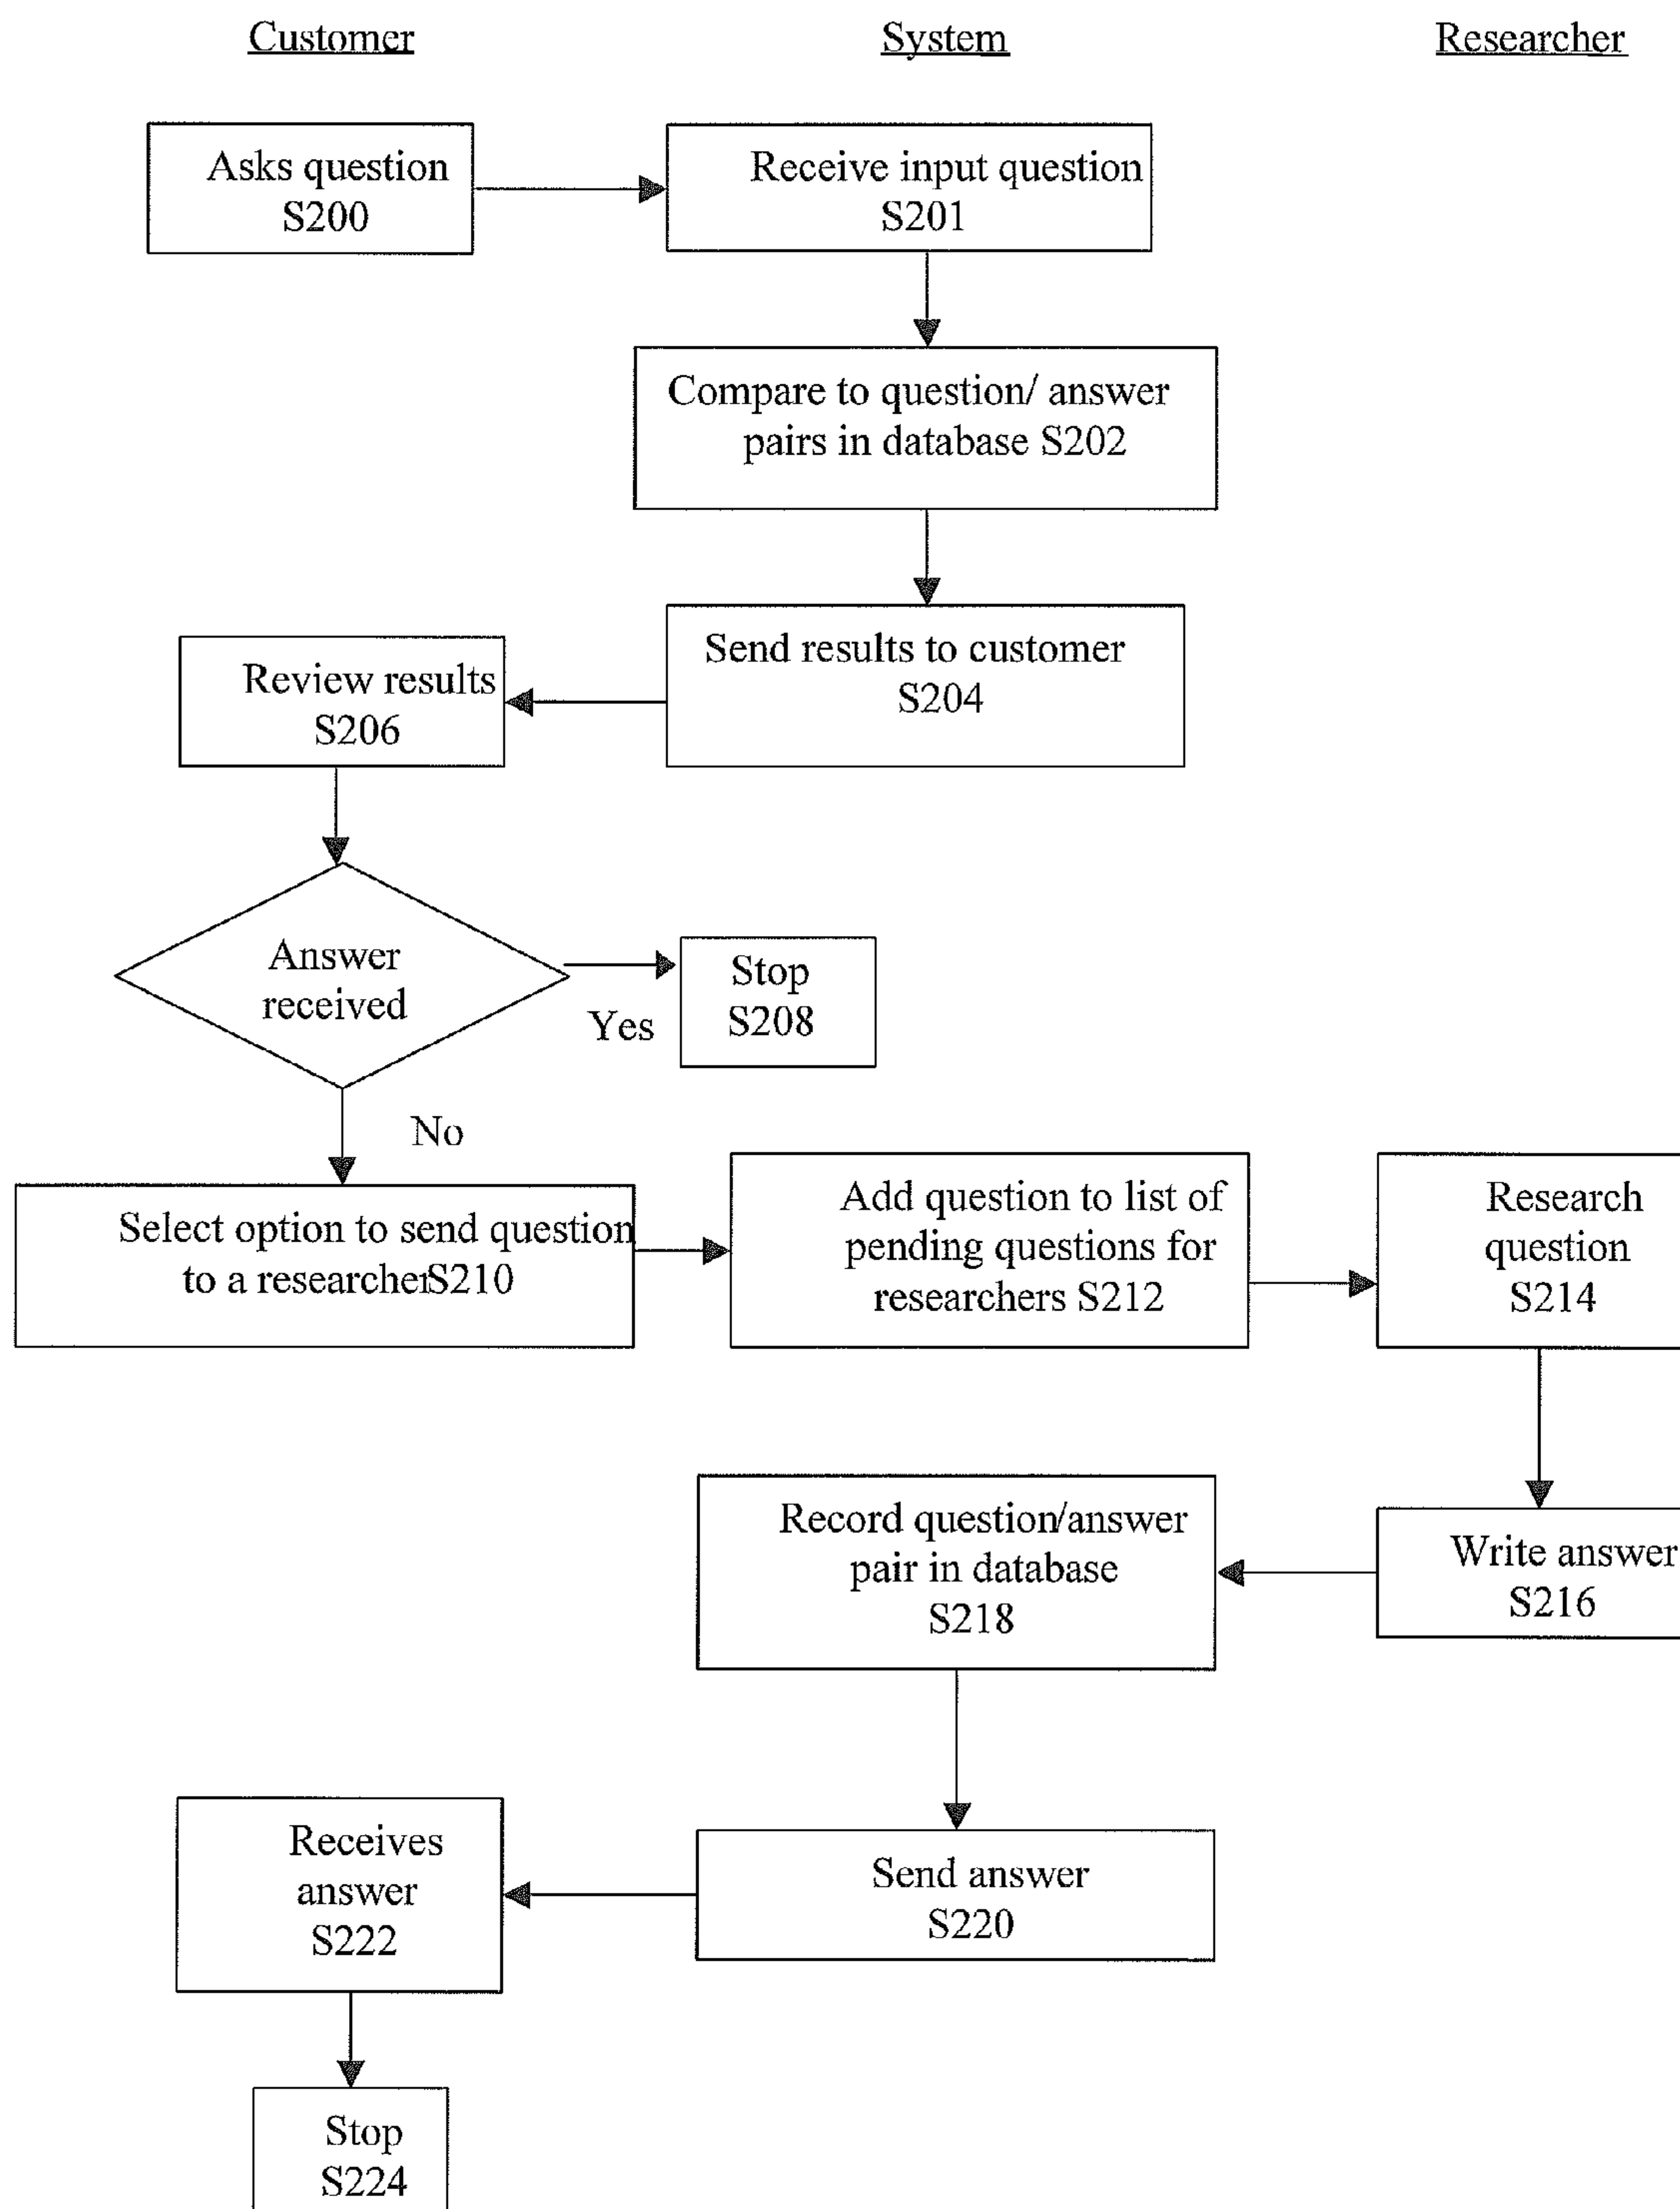 Customer
System
Researcher
Asks question
S200
Receive input question
S201
Compare to question/ answer
pairs in database S202
Send results to customer
S204
Review results
S206
Answer
received
Yes
Stop
S208
No
Select option to send question
to a researcherS210
Add question to list of
pending questions for
researchers S212
Research
question
S214
Write answer
S216
Record question/answer
pair in database
S218
Send answer
S220
Receives
answer
S222
Stop
S224